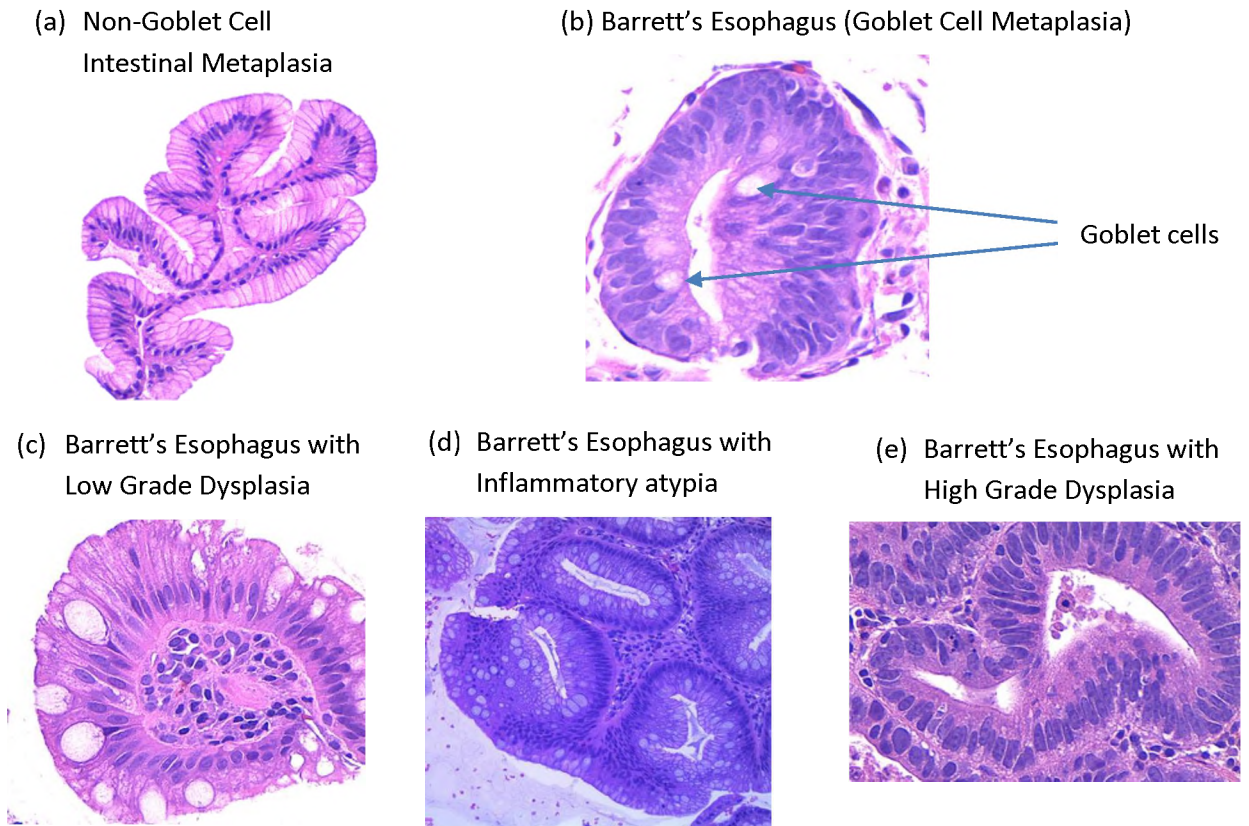 (a) Non-Goblet Cell
Intestinal Metaplasia
(b) Barrett’s Esophagus (Goblet Cell Metaplasia)
Goblet cells
(c) Barrett’s Esophagus with
Low Grade Dysplasia
(d) Barrett’s Esophagus with
Inflammatory atypia
(e) Barrett’s Esophagus with
High Grade Dysplasia